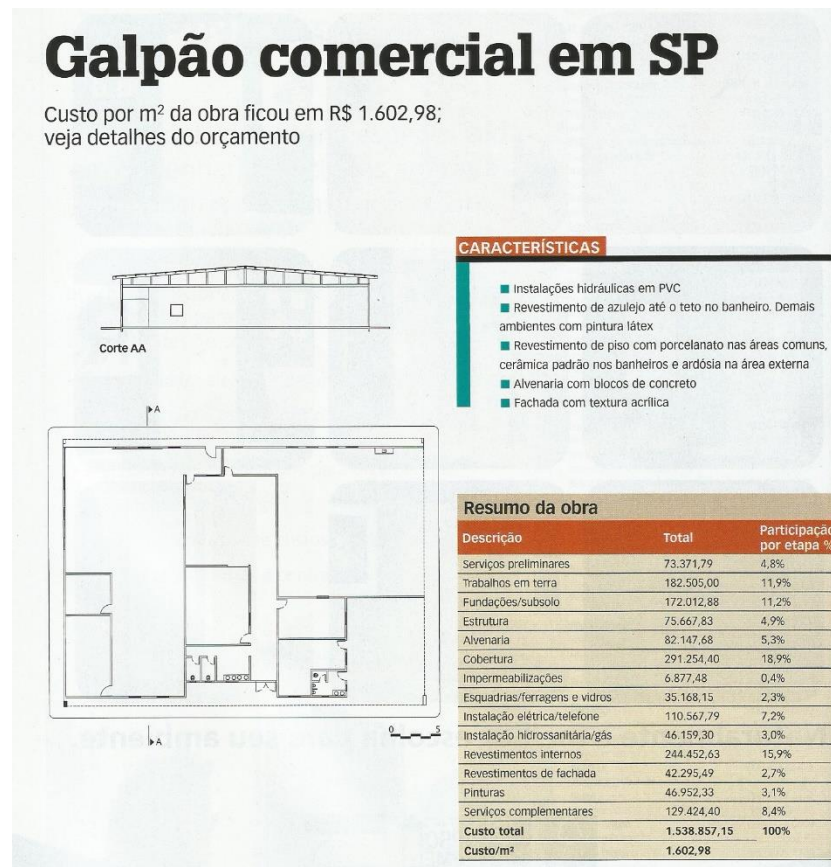 Galpão comercial em SP
Custo por m² da obra ficou em R$ 1.602,98;
veja detalhes do orçamento
CARACTERÍSTICAS
■ Instalações hidráulicas em PVC
■ Revestimento de azulejo até o teto no banheiro. Demais
ambientes com pintura látex
■ Revestimento de piso com porcelanato nas áreas comuns,
cerâmica padrão nos banheiros e ardósia na área externa
■ Alvenaria com blocos de concreto
■ Fachada com textura acrílica
Corte AA
A
A
0 5
Resumo da obra
Descrição Total Participação por etapa %
Serviços preliminares 73.371,79 4,8%
Trabalhos em terra 182.505,00 11,9%
Fundações/subsolo 172.012,88 11,2%
Estrutura 75.667,83 4,9%
Alvenaria 82.147,68 5,3%
Cobertura 291.254,40 18,9%
Impermeabilizações 6.877,48 0,4%
Esquadrias/ferragens e vidros 35.168,15 2,3%
Instalação elétrica/telefone 110.567,79 7,2%
Instalação hidrossanitária/gás 46.159,30 3,0%
Revestimentos internos 244.452,63 15,9%
Revestimentos de fachada 42.295,49 2,7%
Pinturas 46.952,33 3,1%
Serviços complementares 129.424,40 8,4%
Custo total 1.538.857,15 100%
Custo/m² 1.602,98